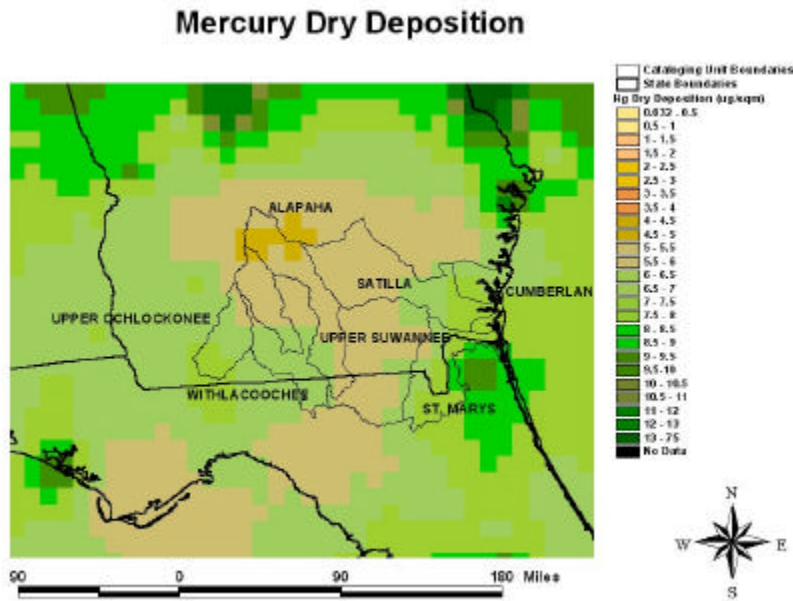 Mercury Dry Deposition
Cataloging Unit Boundaries
State Boundaries
Hg Dry Deposition (ug/sqm)
0.032 - 0.5
0.5 - 1
1 - 1.5
1.5 - 2
2 - 2.5
2.5 - 3
3 - 3.5
3.5 - 4
4 - 4.5
4.5 - 5
5 - 5.5
5.5 - 6
6 - 6.5
6.5 - 7
7 - 7.5
7.5 - 8
8 - 8.5
8.5 - 9
9 - 9.5
9.5 - 10
10 - 10.5
10.5 - 11
11 - 12
12 - 13
13 - 75
No Data
ALAPAHA
SATILLA
CUMBERLAN
UPPER OCHLOCKONEE
UPPER SUWANNEE
WITHLACOOCHES
ST. MARYS
90 0 90 180 Miles
N
W E
S